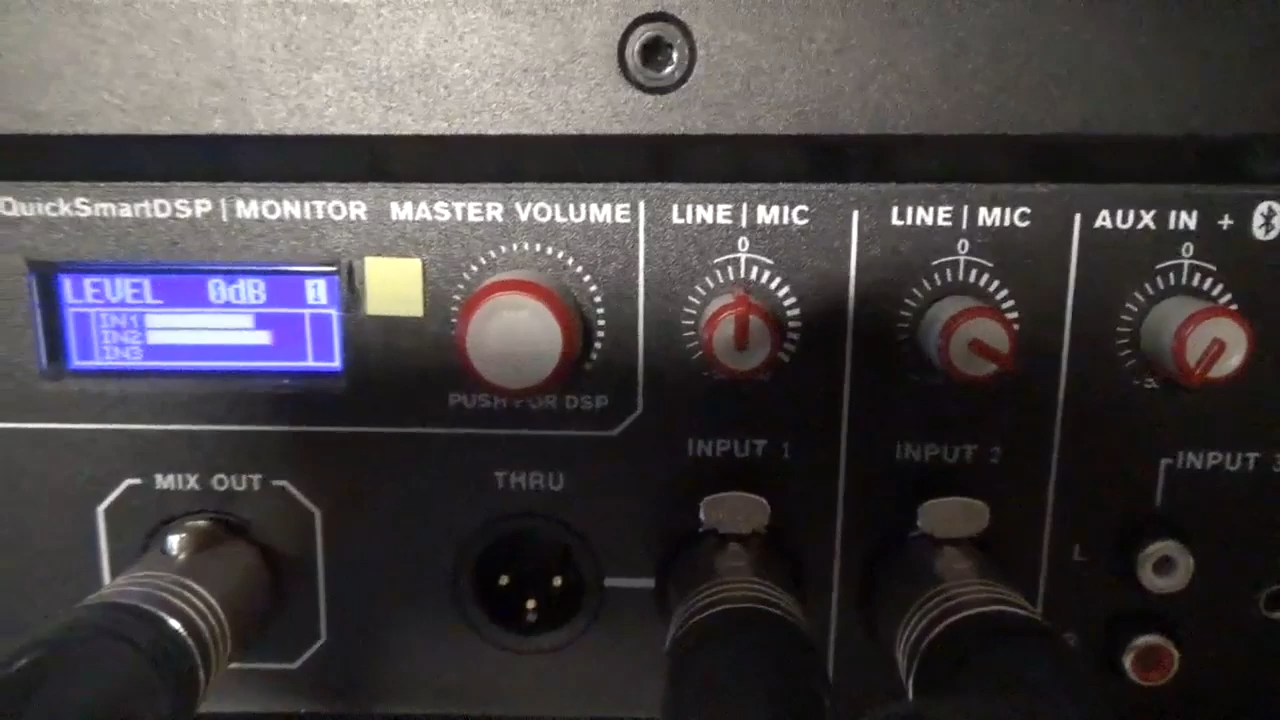 QuickSmartDSP | MONITOR
MASTER VOLUME
LINE | MIC
LINE | MIC
AUX IN +
0
0
0
LEVEL 0dB 1
IN1
IN2
IN3
PUSH FOR DSP
INPUT 1
INPUT 2
INPUT 3
MIX OUT
THRU
L